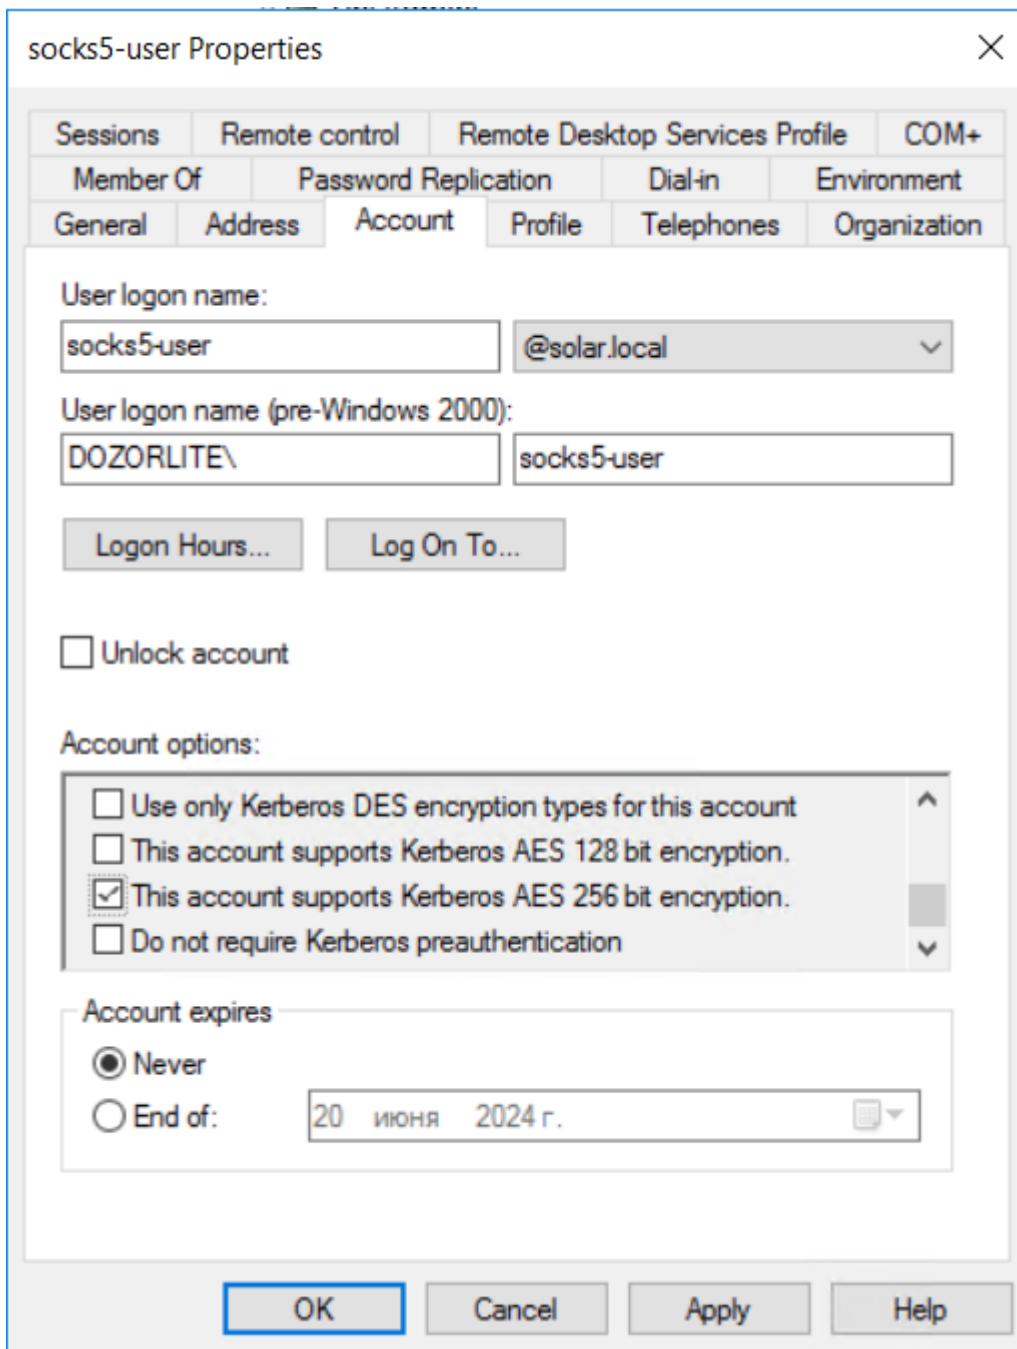 socks5-user Properties
Sessions Remote control Remote Desktop Services Profile COM+
Member Of Password Replication Dial-in Environment
General Address Account Profile Telephones Organization
User logon name:
socks5-user @solar.local
User logon name (pre-Windows 2000):
DOZORLITE\ socks5-user
Logon Hours... Log On To...
Unlock account
Account options:
Use only Kerberos DES encryption types for this account
This account supports Kerberos AES 128 bit encryption.
This account supports Kerberos AES 256 bit encryption.
Do not require Kerberos preauthentication
Account expires
Never
End of: 20 июня 2024 г.
OK Cancel Apply Help